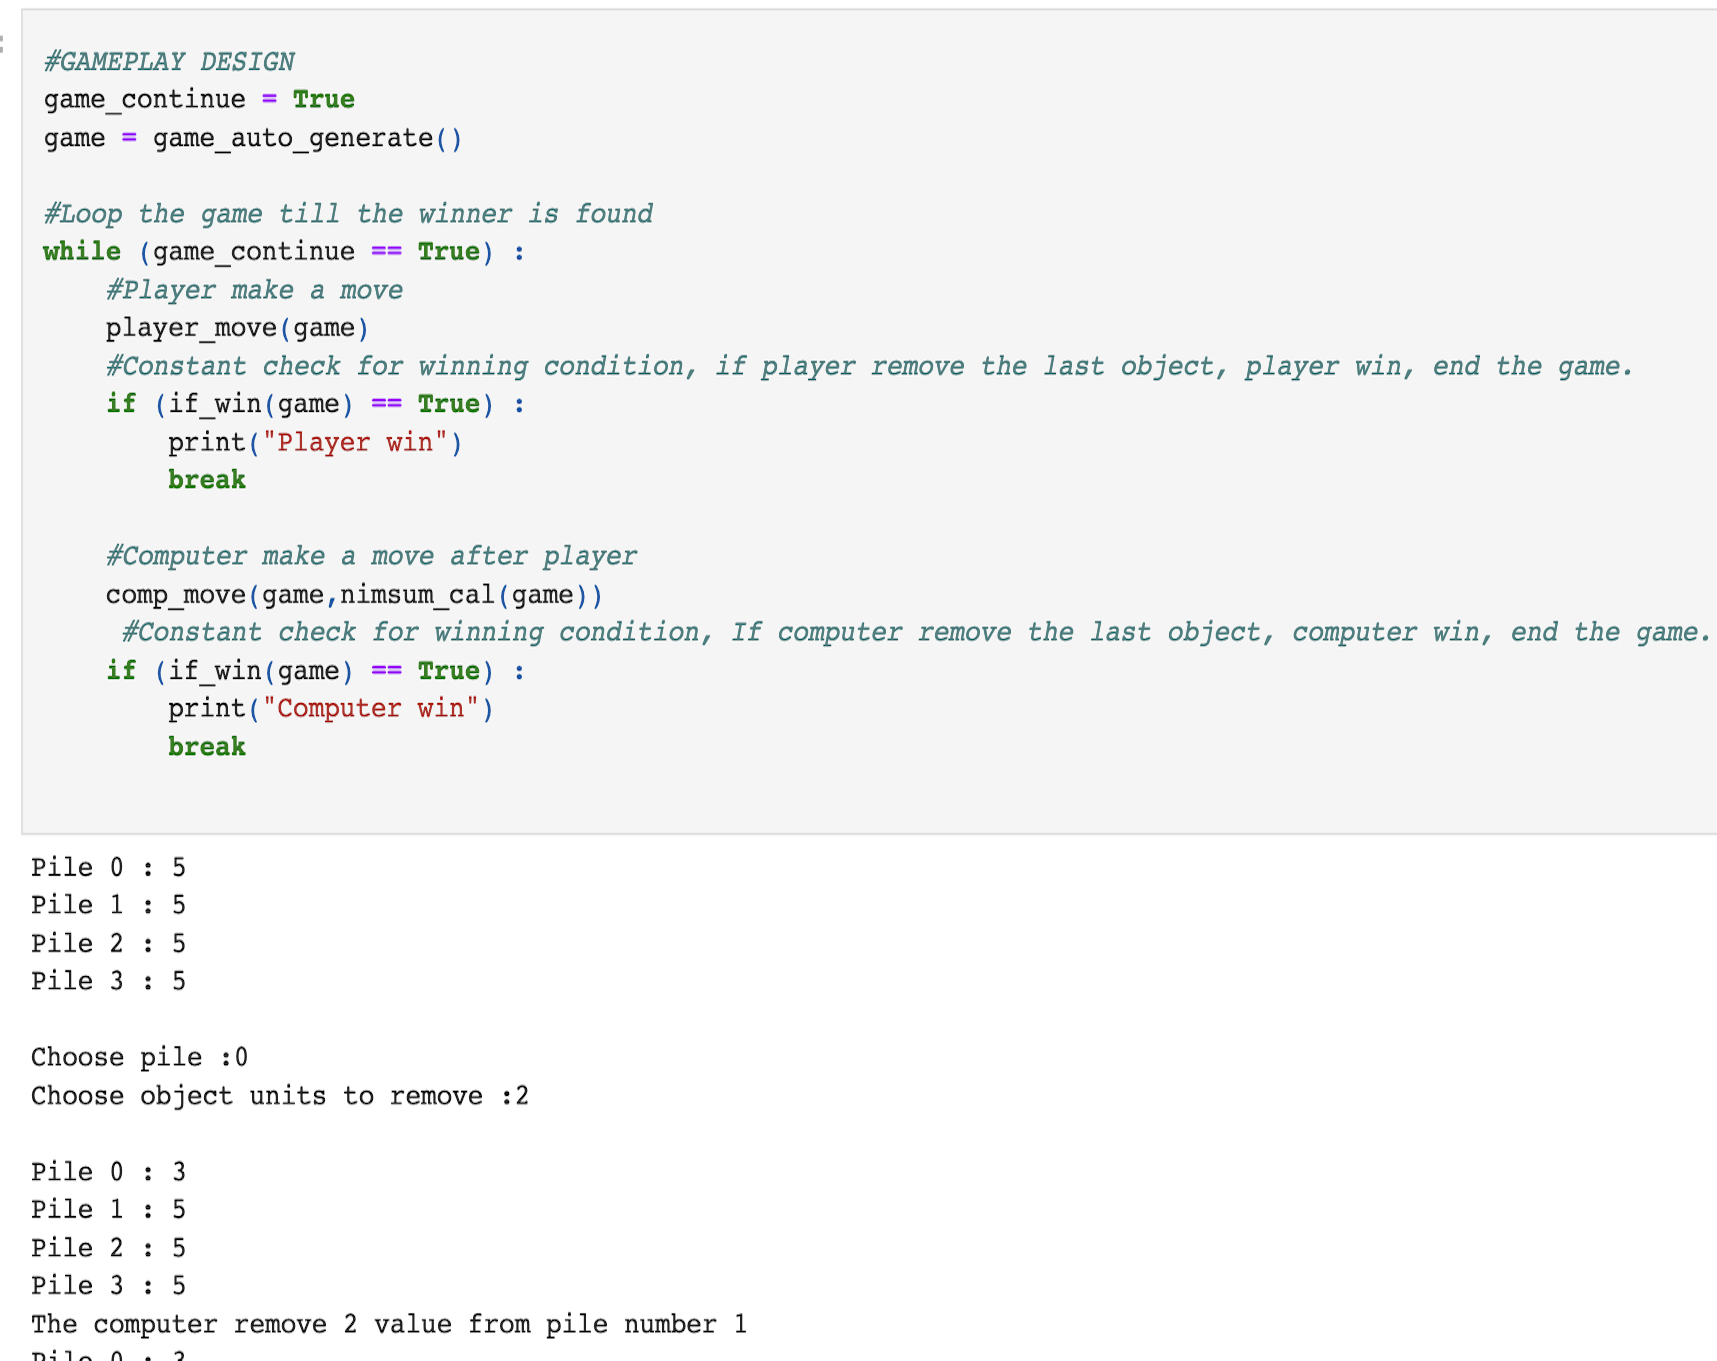 #GAMEPLAY DESIGN
game_continue = True
game = game_auto_generate()
#Loop the game till the winner is found
while (game_continue == True) :
#Player make a move
player_move(game)
#Constant check for winning condition, if player remove the last object, player win, end the game.
if (if_win(game) == True) :
print("Player win")
break
#Computer make a move after player
comp_move(game,nimsum_cal(game))
#Constant check for winning condition, If computer remove the last object, computer win, end the game.
if (if_win(game) == True) :
print("Computer win")
break
Pile 0 : 5
Pile 1 : 5
Pile 2 : 5
Pile 3 : 5
Choose pile :0
Choose object units to remove :2
Pile 0 : 3
Pile 1 : 5
Pile 2 : 5
Pile 3 : 5
The computer remove 2 value from pile number 1
Pile 0 : 3